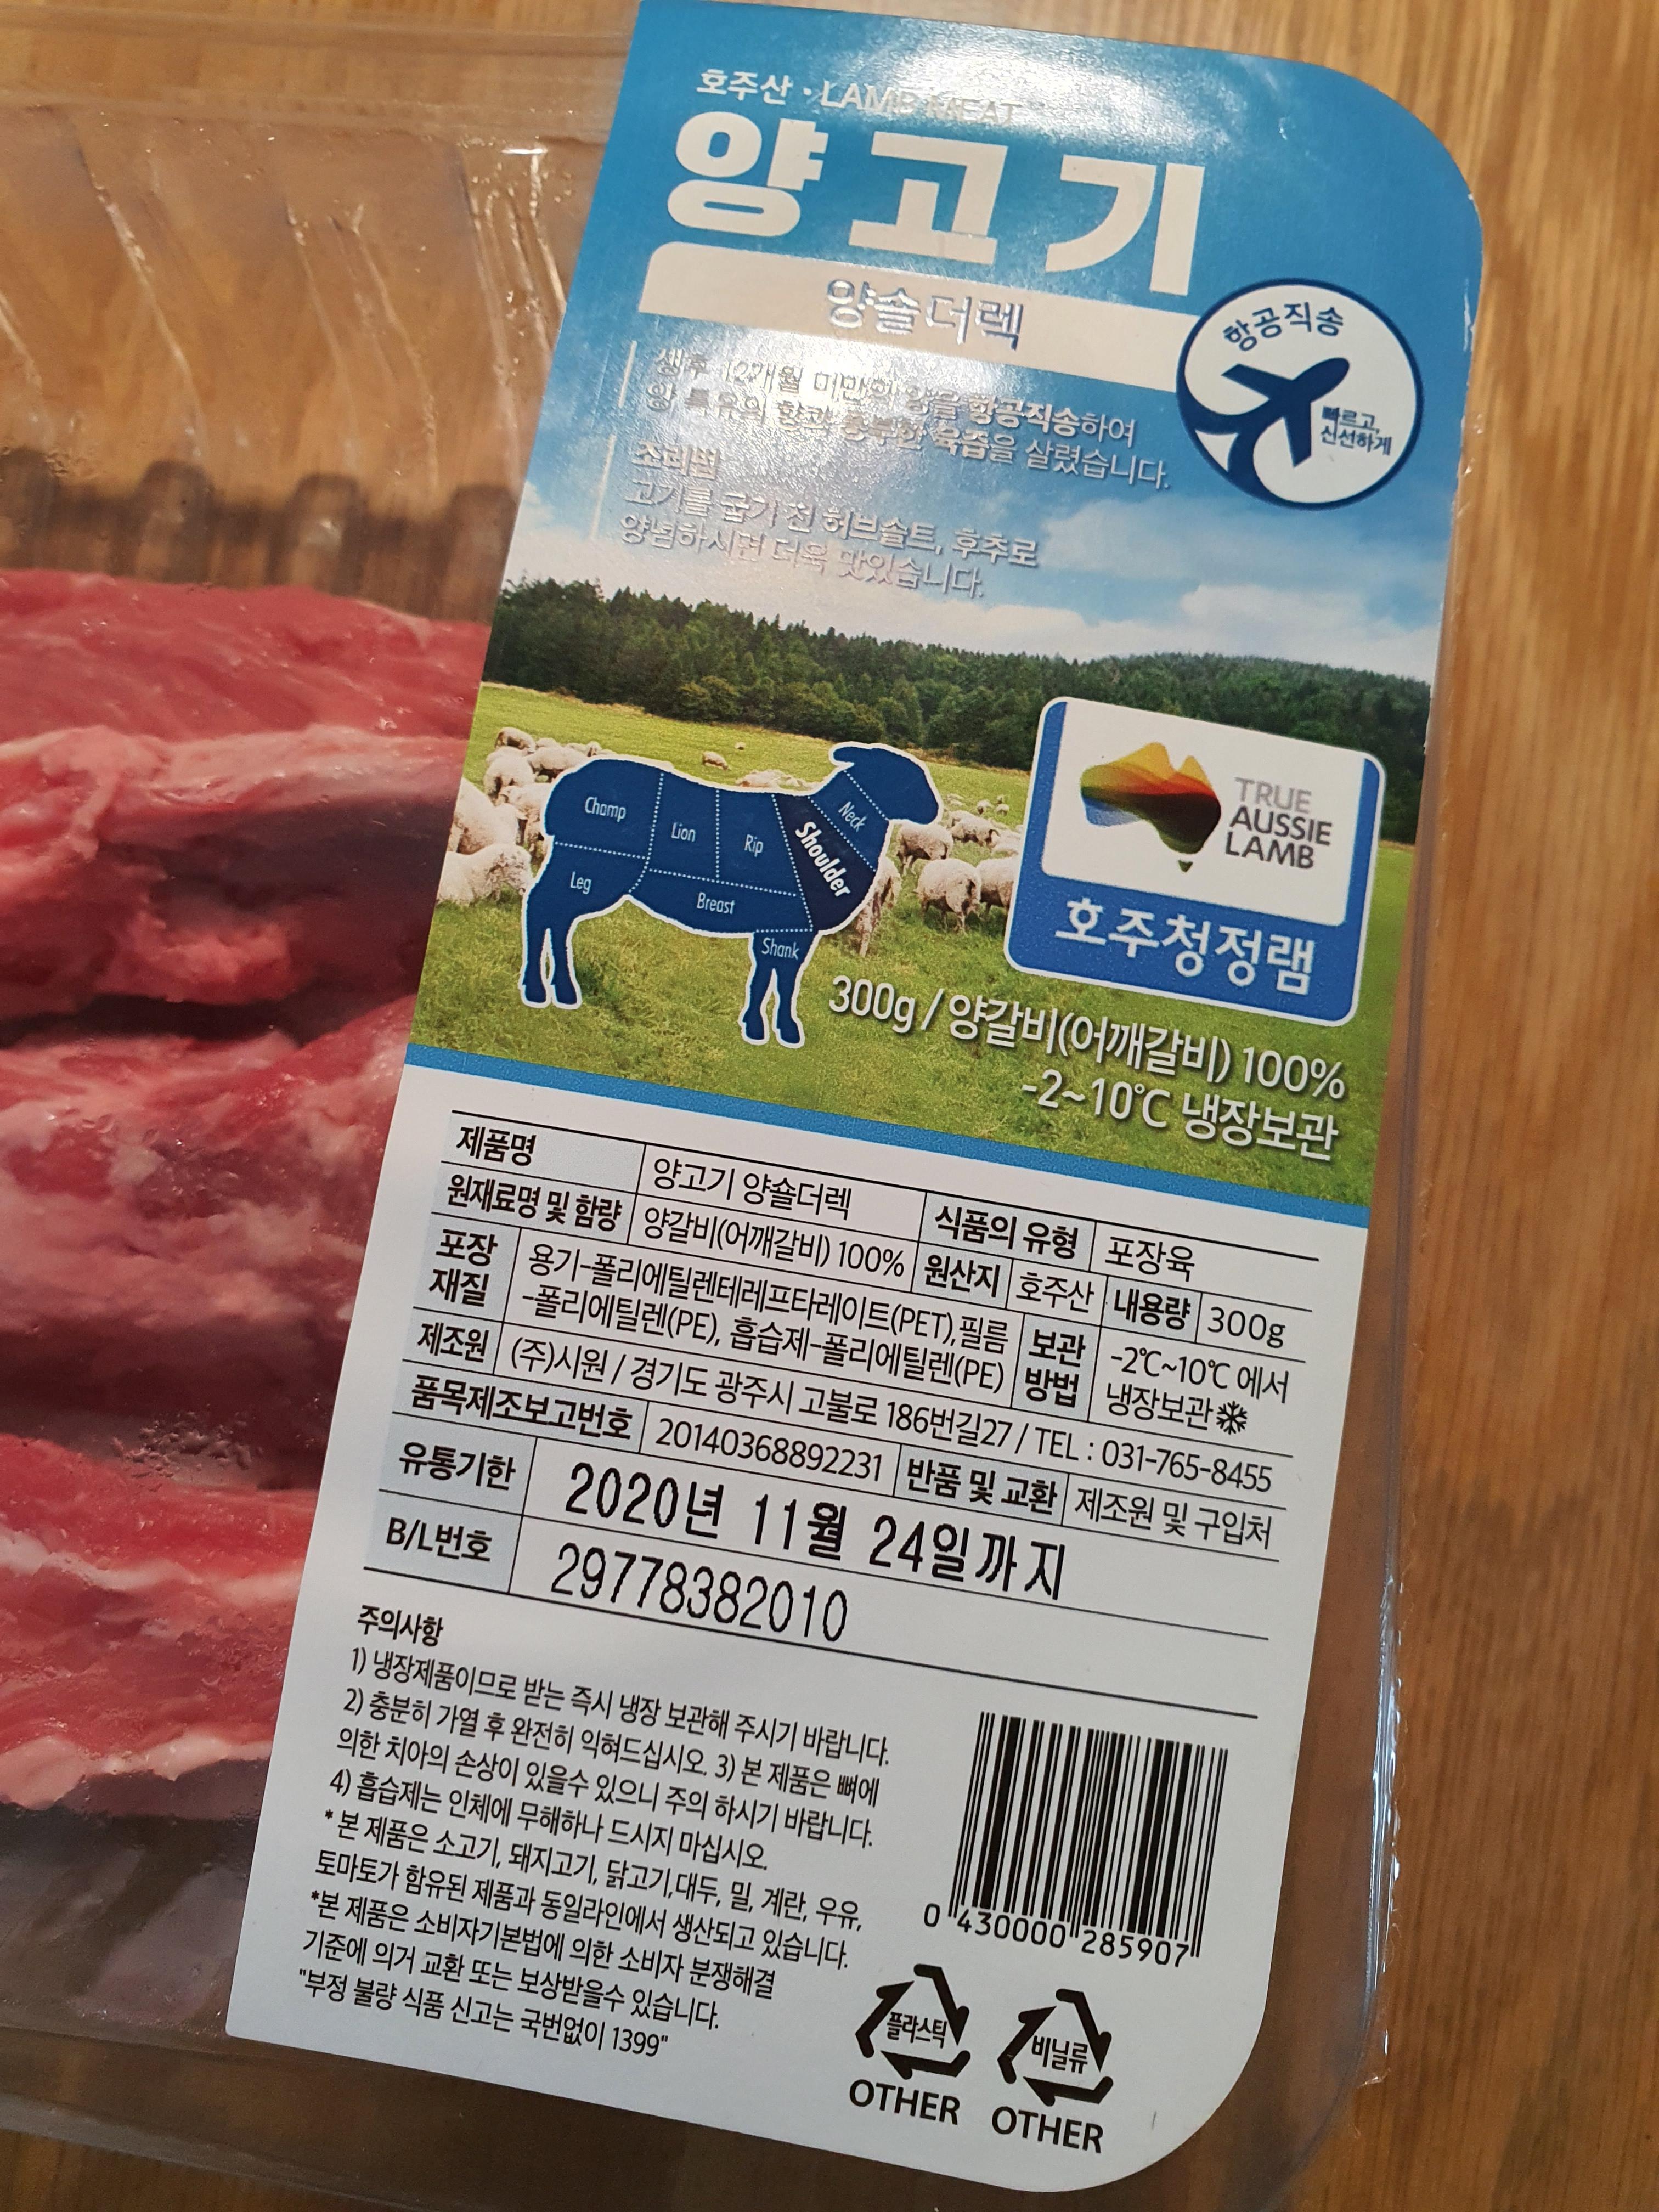 호주산 · LAMB MEAT
양고기
양숄더렉
항공직송
빠르고,
신선하게
생후 12개월 미만의 양을 항공직송하여
양 특유의 향과 풍부한 육즙을 살렸습니다.
조리법
고기를 굽기 전 허브솔트, 후추로
양념하시면 더욱 맛있습니다.
Chomp
Lion
Rip
Shoulder
Neck
Leg
Breast
Shank
TRUE
AUSSIE
LAMB
호주청정램
300g / 양갈비(어깨갈비) 100%
-2~10℃ 냉장보관
제품명 양고기 양숄더렉 식품의 유형 포장육
원재료명 및 함량 양갈비(어깨갈비) 100% 원산지 호주산 내용량 300g
포장 재질 용기-폴리에틸렌테레프타레이트(PET),필름
-폴리에틸렌(PE), 흡습제-폴리에틸렌(PE)
보관 방법 -2℃~10℃ 에서
냉장보관
제조원 (주)시원 / 경기도 광주시 고불로 186번길27 / TEL : 031-765-8455
품목제조보고번호 20140368892231 반품 및 교환 제조원 및 구입처
유통기한 2020년 11월 24일까지
B/L번호 29778382010
주의사항
1) 냉장제품이므로 받는 즉시 냉장 보관해 주시기 바랍니다.
2) 충분히 가열 후 완전히 익혀드십시오. 3) 본 제품은 뼈에
의한 치아의 손상이 있을수 있으니 주의 하시기 바랍니다.
4) 흡습제는 인체에 무해하나 드시지 마십시오.
* 본 제품은 소고기, 돼지고기, 닭고기,대두, 밀, 계란, 우유,
토마토가 함유된 제품과 동일라인에서 생산되고 있습니다.
*본 제품은 소비자기본법에 의한 소비자 분쟁해결
기준에 의거 교환 또는 보상받을수 있습니다.
"부정 불량 식품 신고는 국번없이 1399"
0 430000 285907
플라스틱
OTHER
비닐류
OTHER